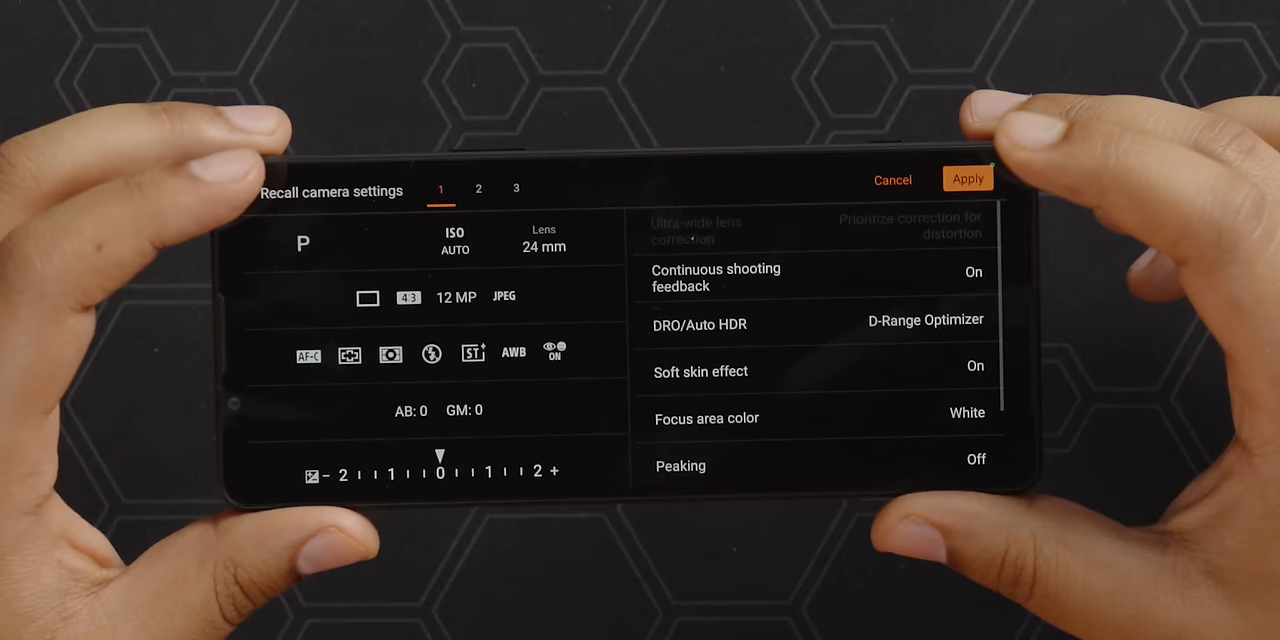 Recall camera settings 1 2 3 Cancel Apply
P ISO AUTO Lens 24 mm
4:3 12 MP JPEG
AF-C ST+ AWB ON
AB: 0 GM: 0
− 2 1 0 1 2 +
Ultra-wide lens correction Prioritize correction for distortion
Continuous shooting feedback On
DRO/Auto HDR D-Range Optimizer
Soft skin effect On
Focus area color White
Peaking Off